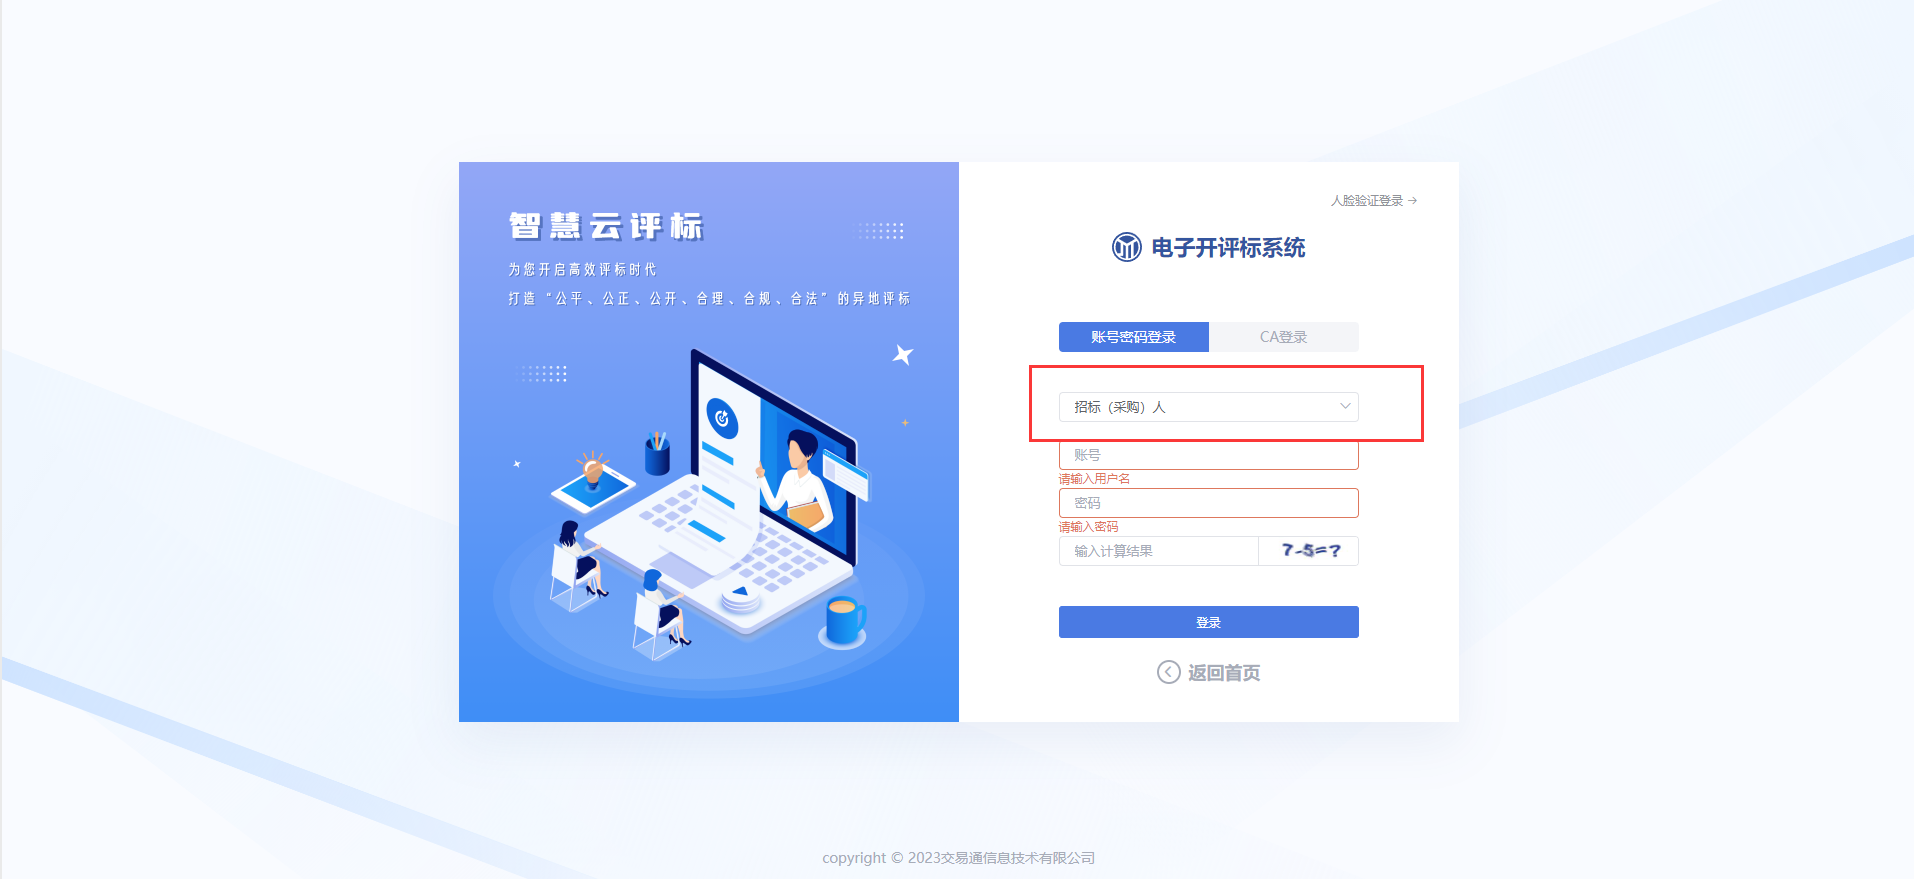 智慧云评标
为您开启高效评标时代
打造“公平、公正、公开、合理、合规、合法”的异地评标
人脸验证登录 →
电子开评标系统
账号密码登录 CA登录
招标（采购）人
账号
请输入用户名
密码
请输入密码
输入计算结果 7-5=?
登录
返回首页
copyright © 2023交易通信息技术有限公司